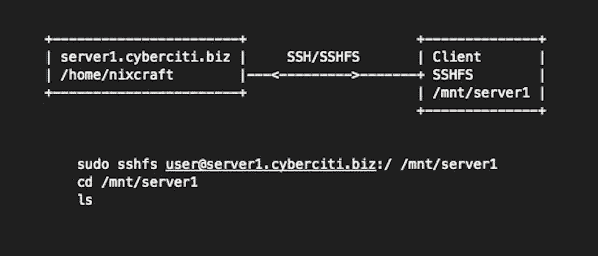 +-----------------------+ +--------------+
| server1.cyberciti.biz | SSH/SSHFS | Client |
| /home/nixcraft |---<--------->-------+ SSHFS |
+-----------------------+ | /mnt/server1 |
+--------------+
sudo sshfs user@server1.cyberciti.biz:/ /mnt/server1
cd /mnt/server1
ls